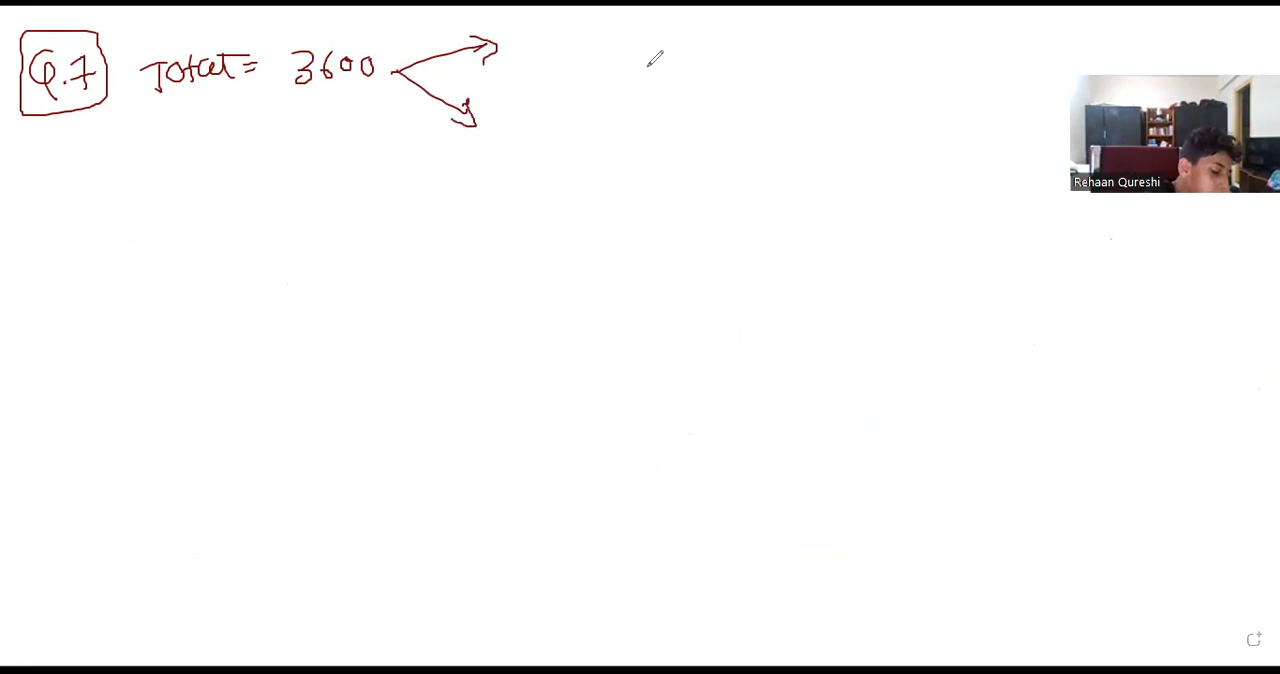 Q.7 Total = 3600
Rehaan Qureshi